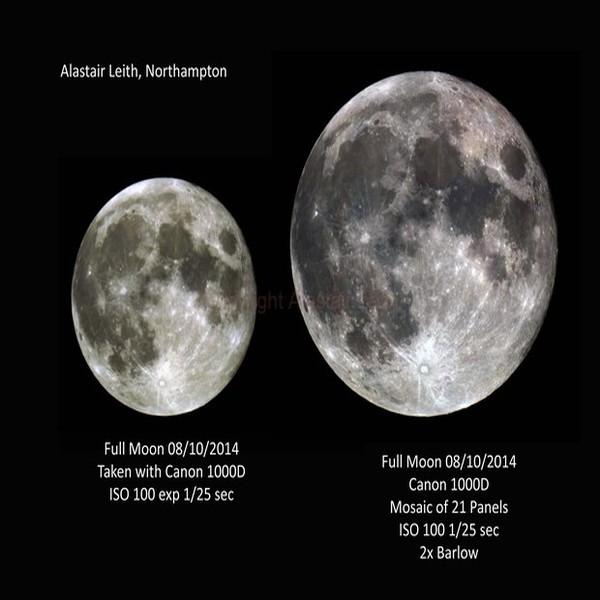 Alastair Leith, Northampton
Full Moon 08/10/2014
Taken with Canon 1000D
ISO 100 exp 1/25 sec
Full Moon 08/10/2014
Canon 1000D
Mosaic of 21 Panels
ISO 100 1/25 sec
2x Barlow